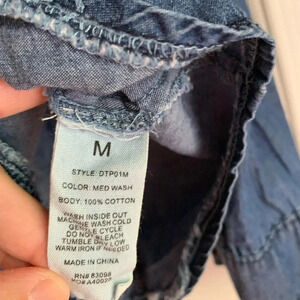 M
STYLE: DTP01M
COLOR: MED WASH
BODY: 100% COTTON
WASH INSIDE OUT
MACHINE WASH COLD
GENTLE CYCLE
DO NOT BLEACH
TUMBLE DRY LOW
WARM IRON IF NEEDED
MADE IN CHINA
RN# 83098